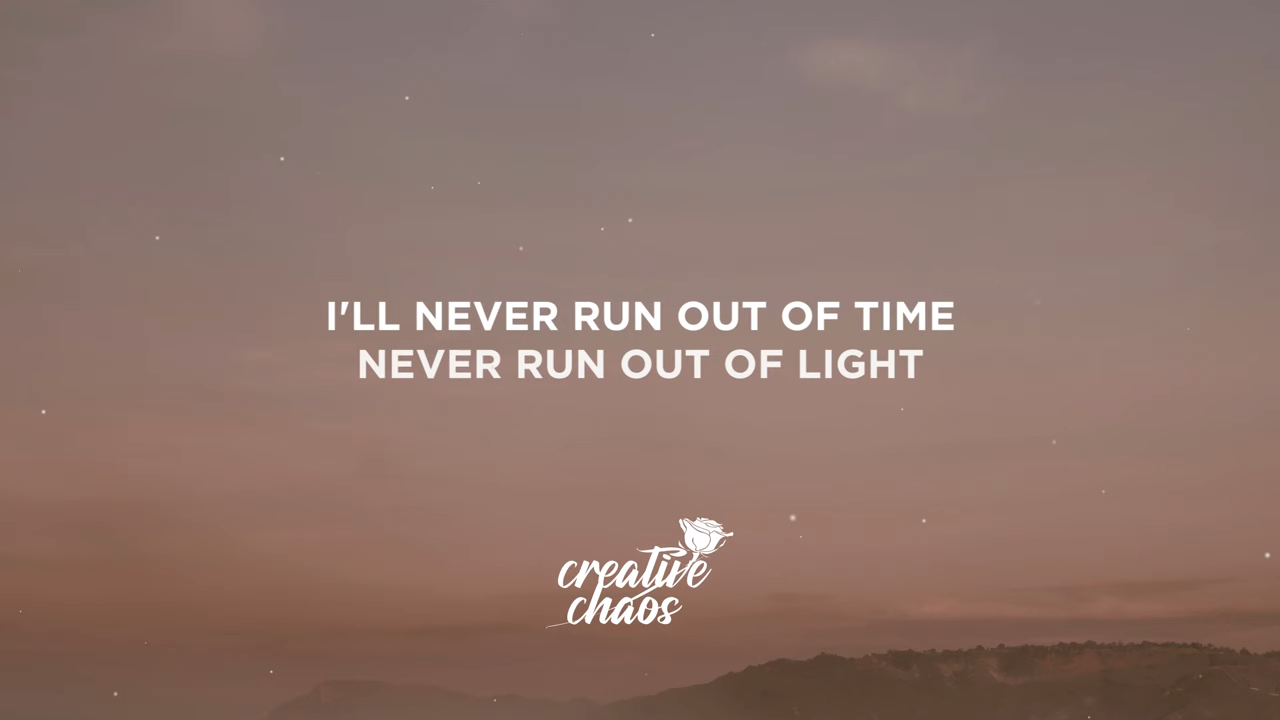 I'LL NEVER RUN OUT OF TIME
NEVER RUN OUT OF LIGHT
creative
chaos